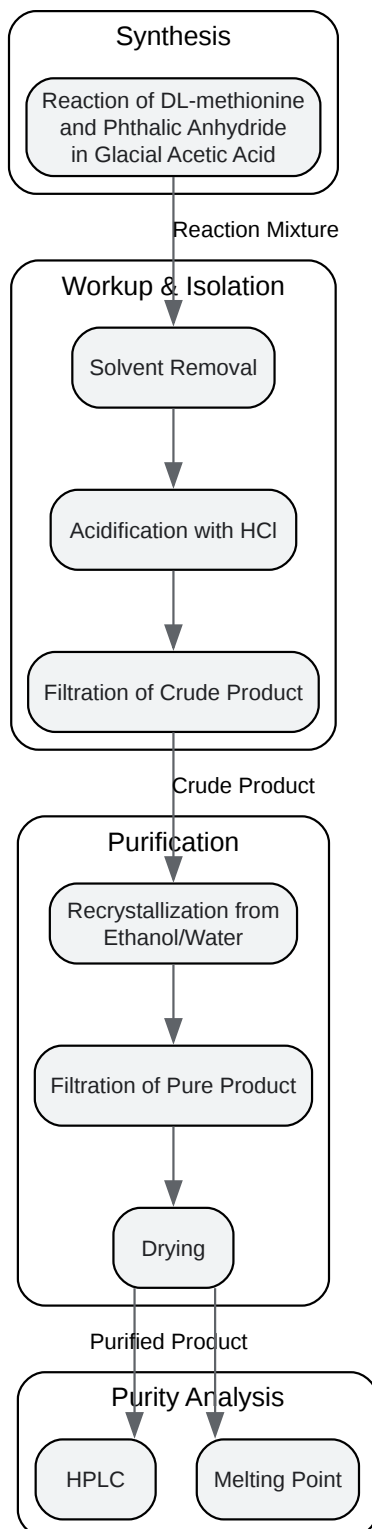 Synthesis
Reaction of DL-methionine
and Phthalic Anhydride
in Glacial Acetic Acid
Reaction Mixture
Workup & Isolation
Solvent Removal
Acidification with HCl
Filtration of Crude Product
Crude Product
Purification
Recrystallization from
Ethanol/Water
Filtration of Pure Product
Drying
Purified Product
Purity Analysis
HPLC
Melting Point